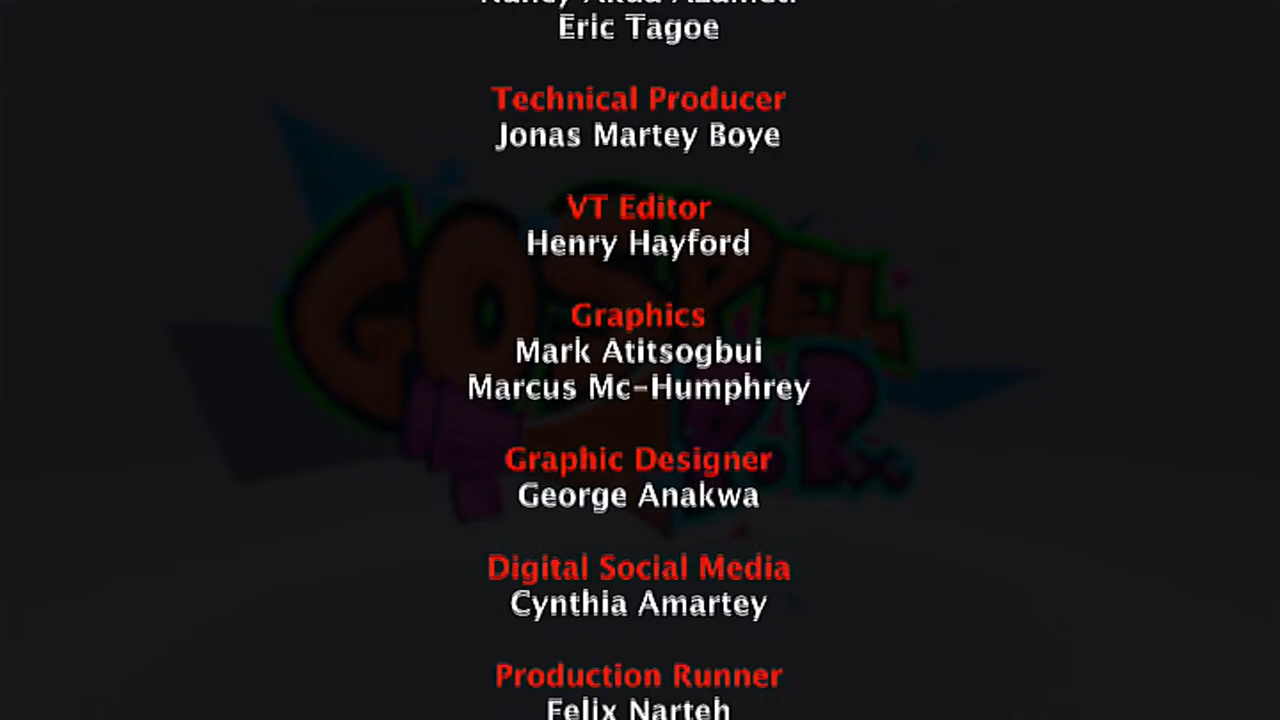 Eric Tagoe
Technical Producer
Jonas Martey Boye
VT Editor
Henry Hayford
Graphics
Mark Atitsogbui
Marcus Mc-Humphrey
Graphic Designer
George Anakwa
Digital Social Media
Cynthia Amartey
Production Runner
Felix Narteh
GOSPEL